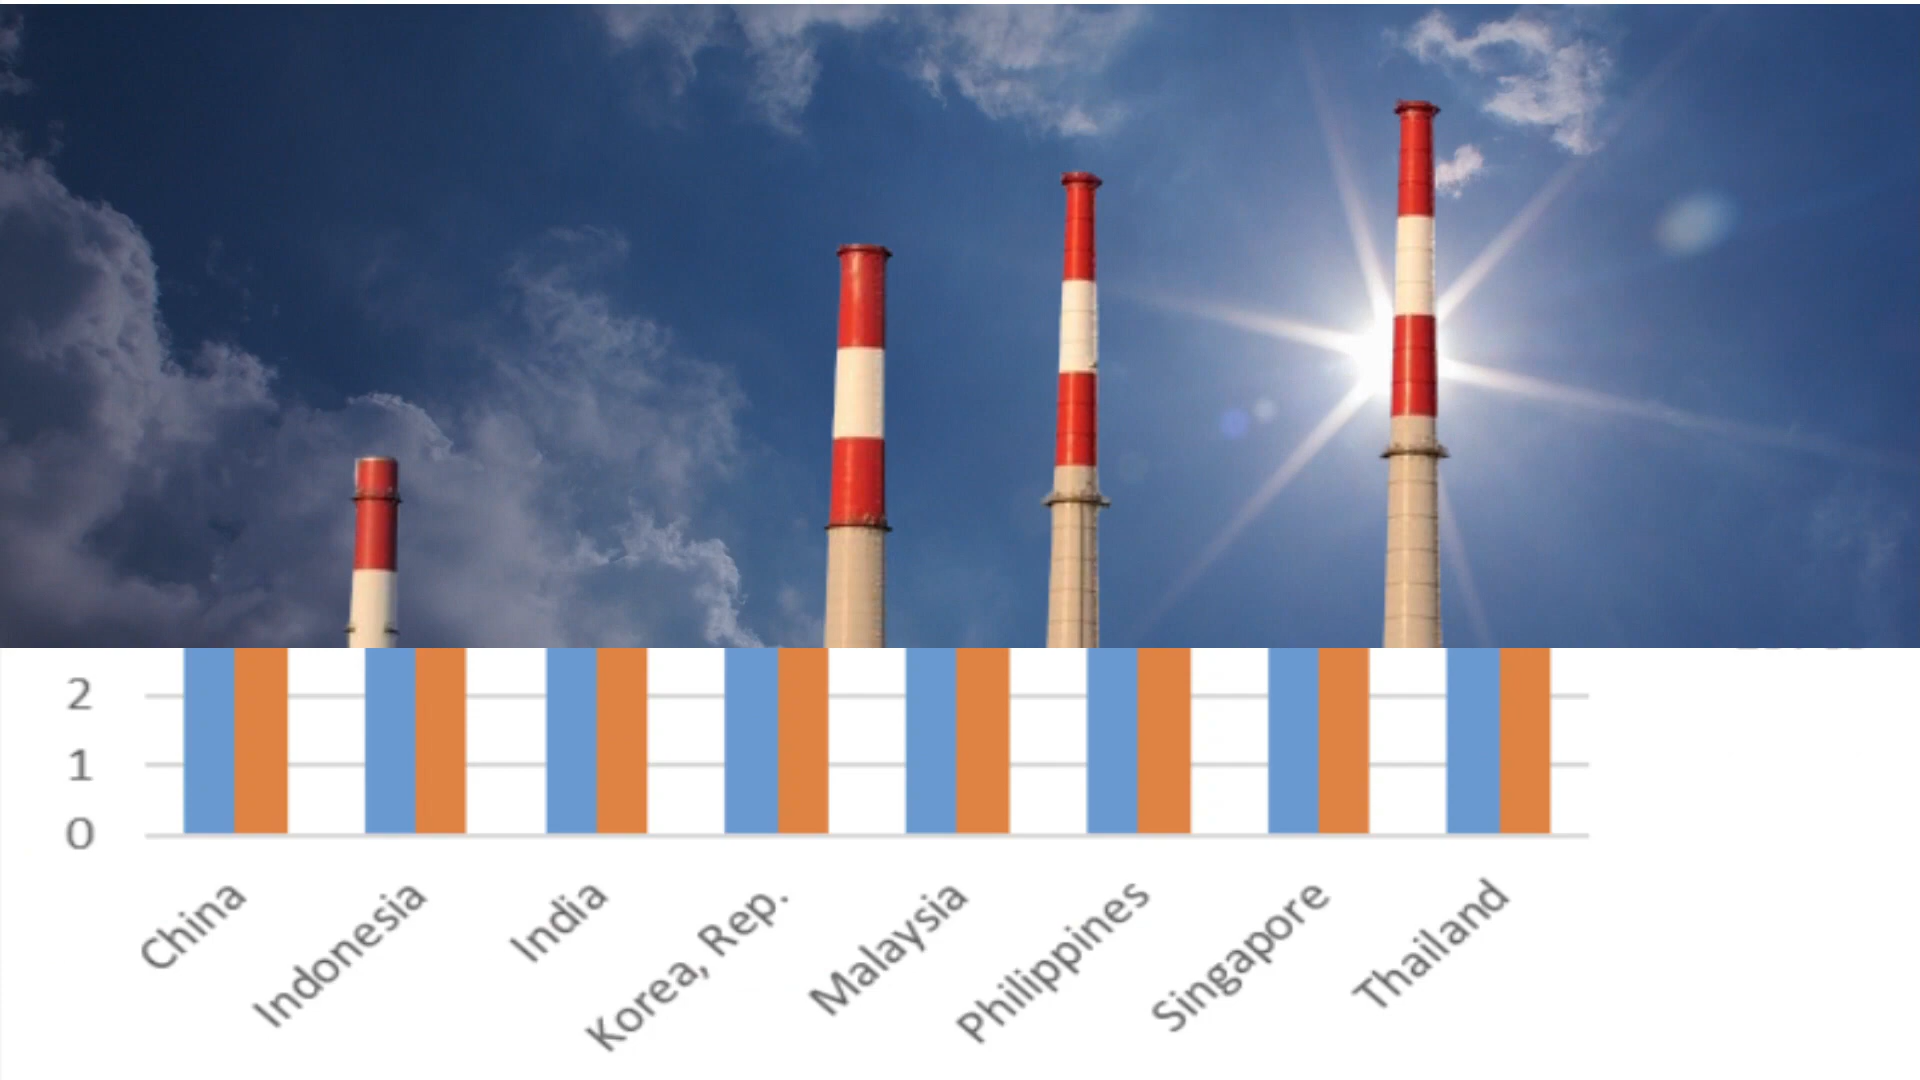 2
1
0
China
Indonesia
India
Korea, Rep.
Malaysia
Philippines
Singapore
Thailand